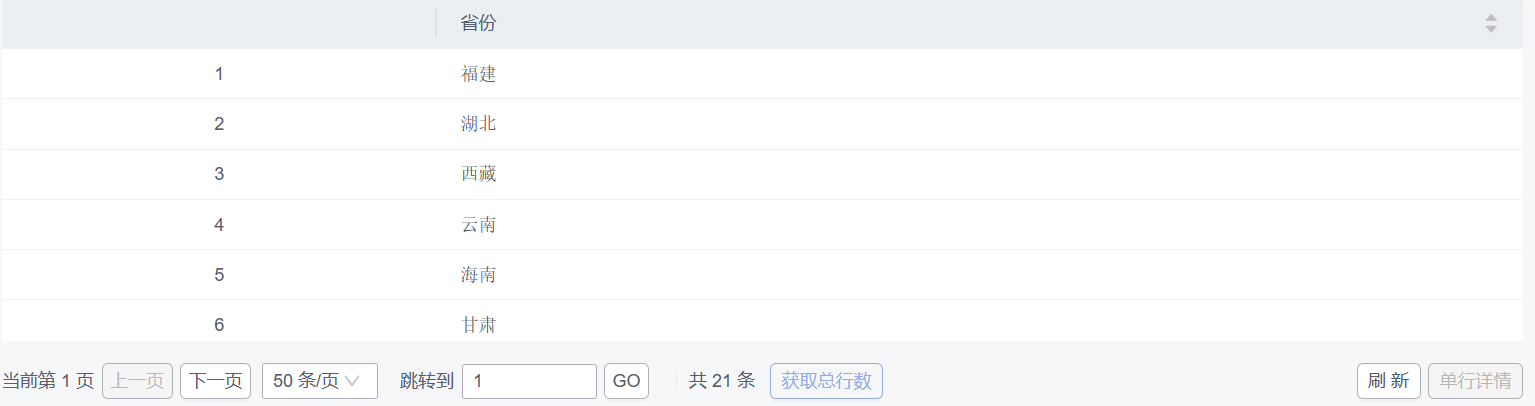 省份
1 福建
2 湖北
3 西藏
4 云南
5 海南
6 甘肃
当前第 1 页 上一页 下一页 50 条/页 跳转到 1 GO 共 21 条 获取总行数 刷 新 单行详情